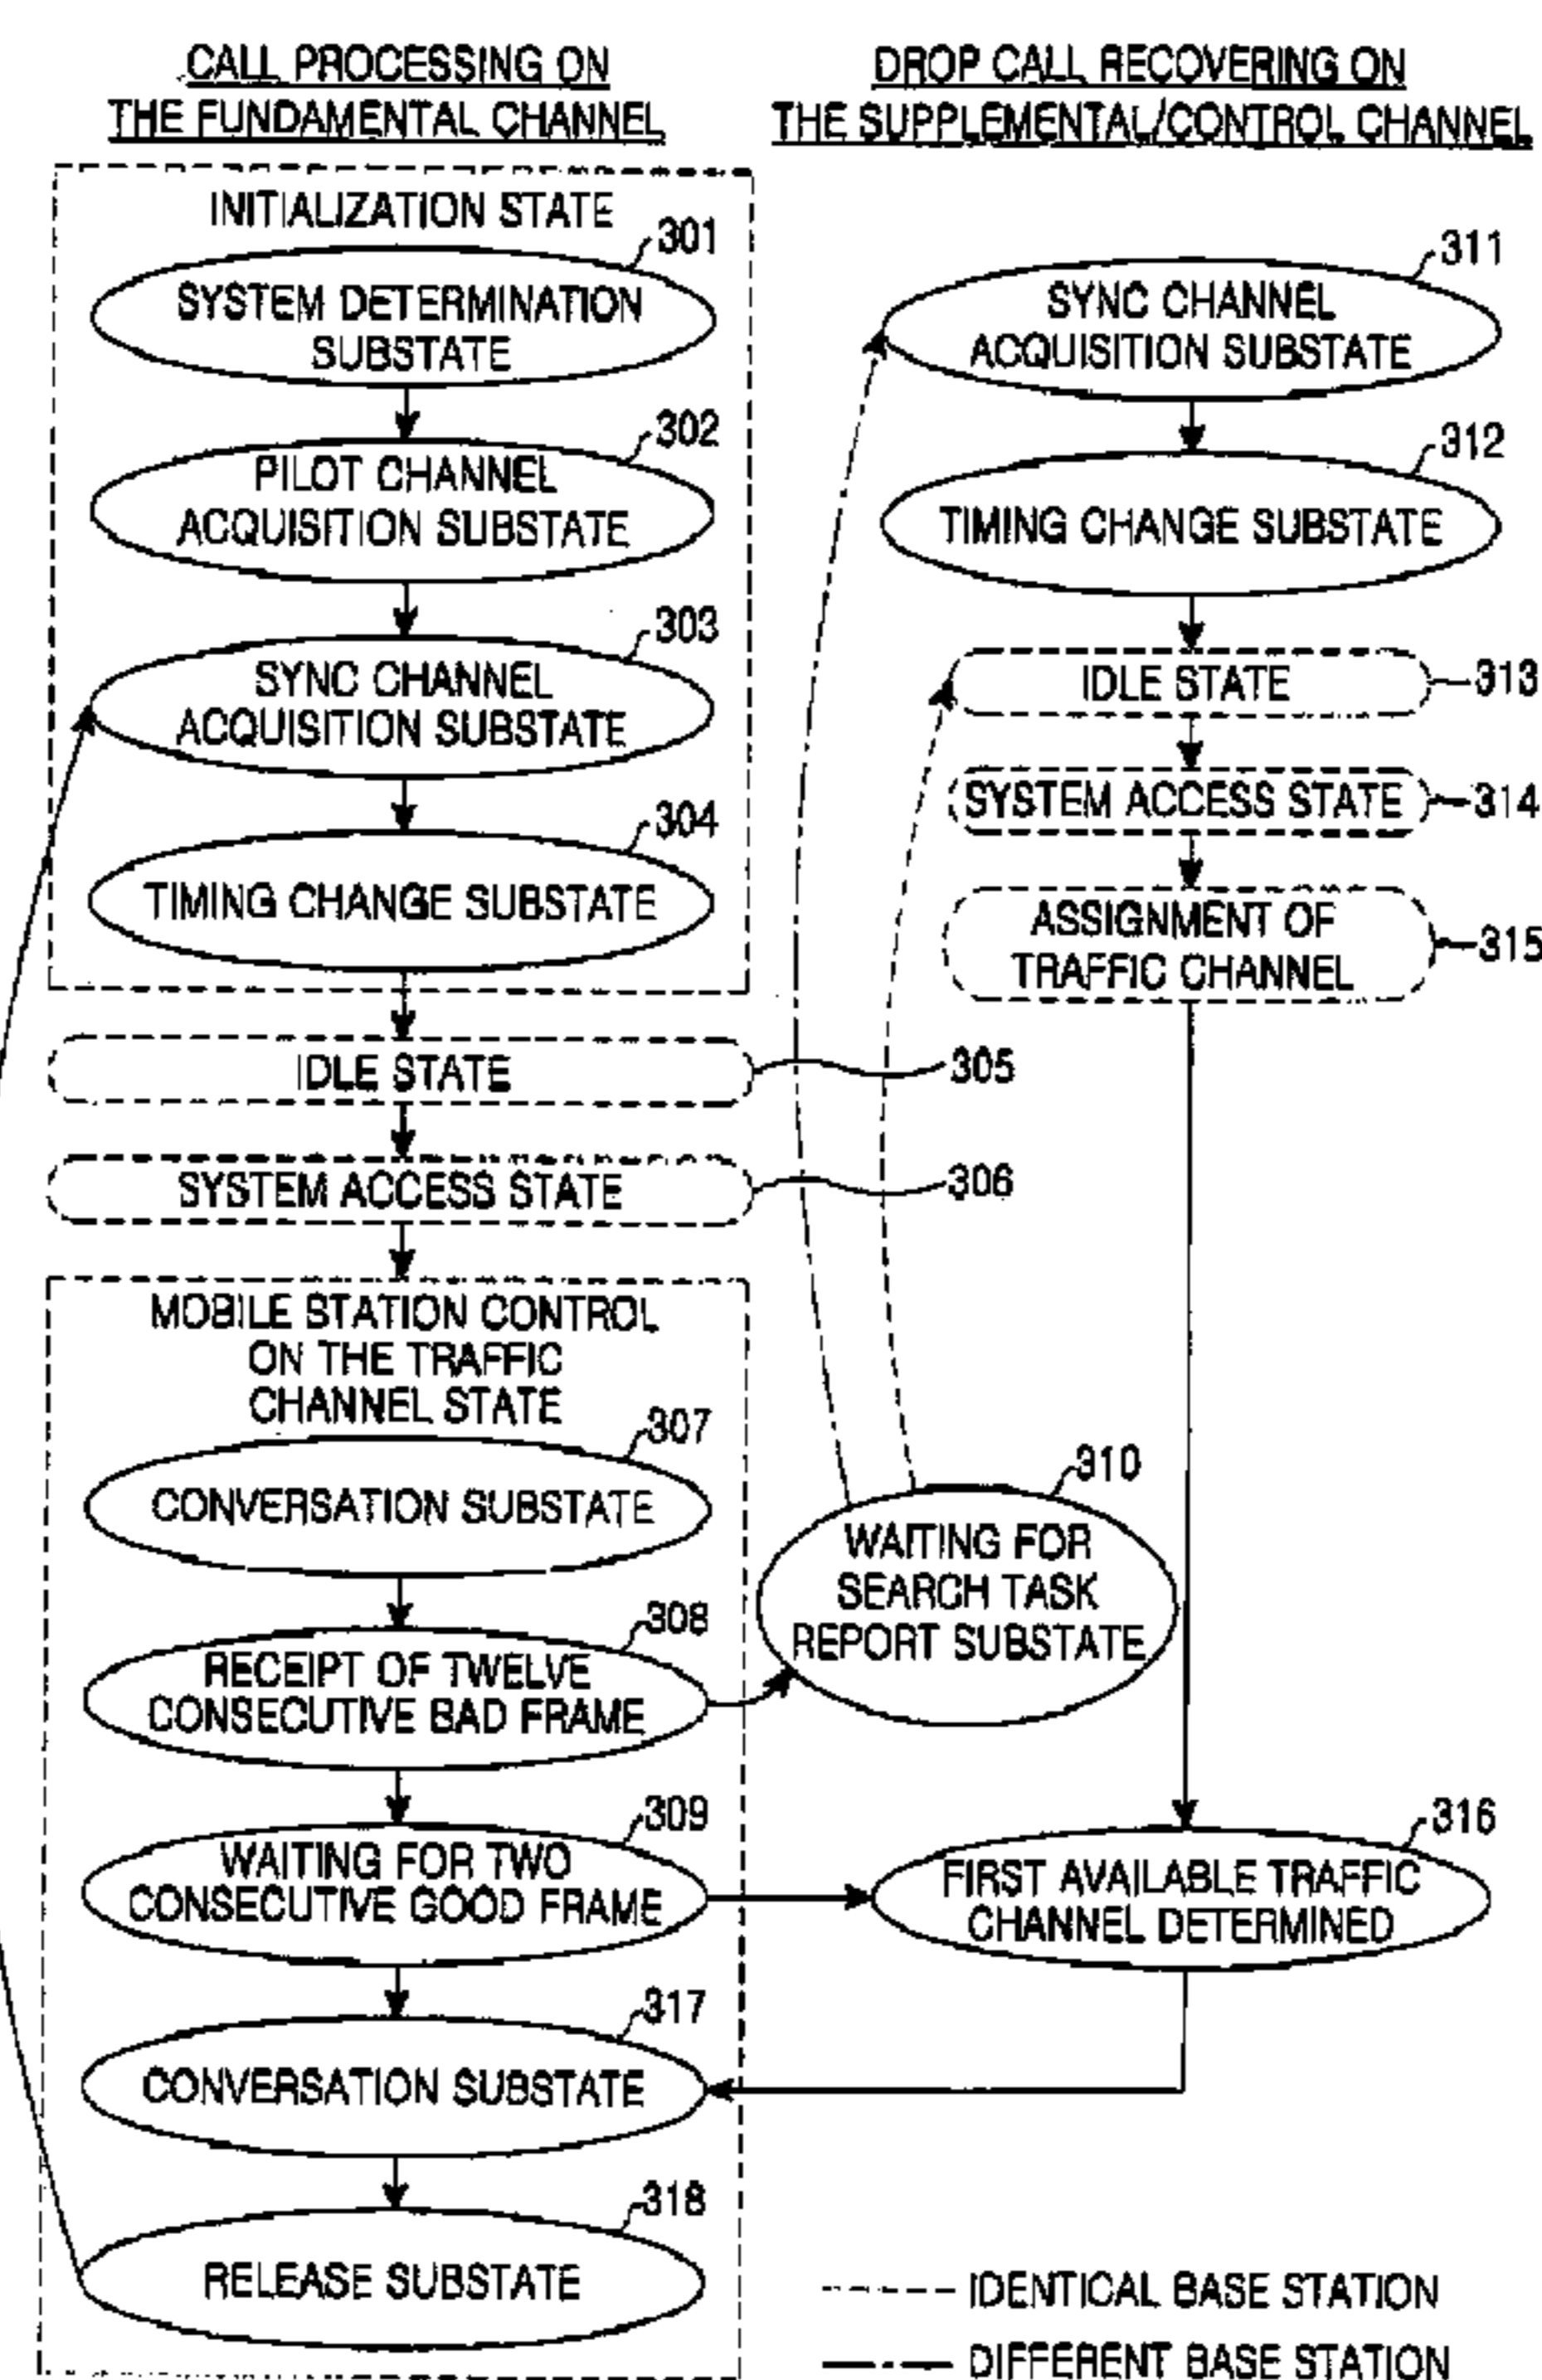 CALL PROCESSING ON
THE FUNDAMENTAL CHANNEL
INITIALIZATION STATE
301
SYSTEM DETERMINATION
SUBSTATE
302
PILOT CHANNEL
ACQUISITION SUBSTATE
303
SYNC CHANNEL
ACQUISITION SUBSTATE
304
TIMING CHANGE SUBSTATE
IDLE STATE
305
SYSTEM ACCESS STATE
306
MOBILE STATION CONTROL
ON THE TRAFFIC
CHANNEL STATE
307
CONVERSATION SUBSTATE
308
RECEIPT OF TWELVE
CONSECUTIVE BAD FRAME
309
WAITING FOR TWO
CONSECUTIVE GOOD FRAME
317
CONVERSATION SUBSTATE
318
RELEASE SUBSTATE
DROP CALL RECOVERING ON
THE SUPPLEMENTAL/CONTROL CHANNEL
311
SYNC CHANNEL
ACQUISITION SUBSTATE
312
TIMING CHANGE SUBSTATE
IDLE STATE
313
SYSTEM ACCESS STATE
314
ASSIGNMENT OF
TRAFFIC CHANNEL
315
310
WAITING FOR
SEARCH TASK
REPORT SUBSTATE
316
FIRST AVAILABLE TRAFFIC
CHANNEL DETERMINED
IDENTICAL BASE STATION
DIFFERENT BASE STATION